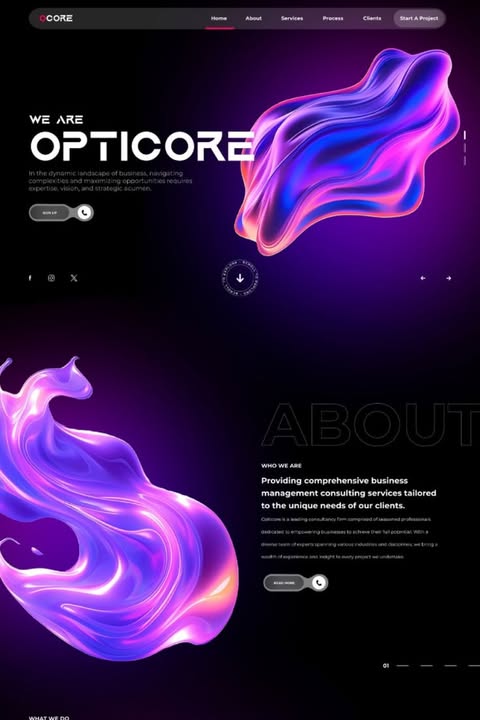 OCORE
Home About Services Process Clients Start A Project
WE ARE
OPTICORE
In the dynamic landscape of business, navigating
complexities and maximizing opportunities requires
expertise, vision, and strategic acumen.
SIGN UP
ABOUT
WHO WE ARE
Providing comprehensive business
management consulting services tailored
to the unique needs of our clients.
Opticore is a leading consultancy firm comprised of seasoned professionals
dedicated to empowering businesses to achieve their full potential. With a
diverse team of experts spanning various industries and disciplines, we bring a
wealth of experience and insight to every project we undertake.
READ MORE
01
WHAT WE DO